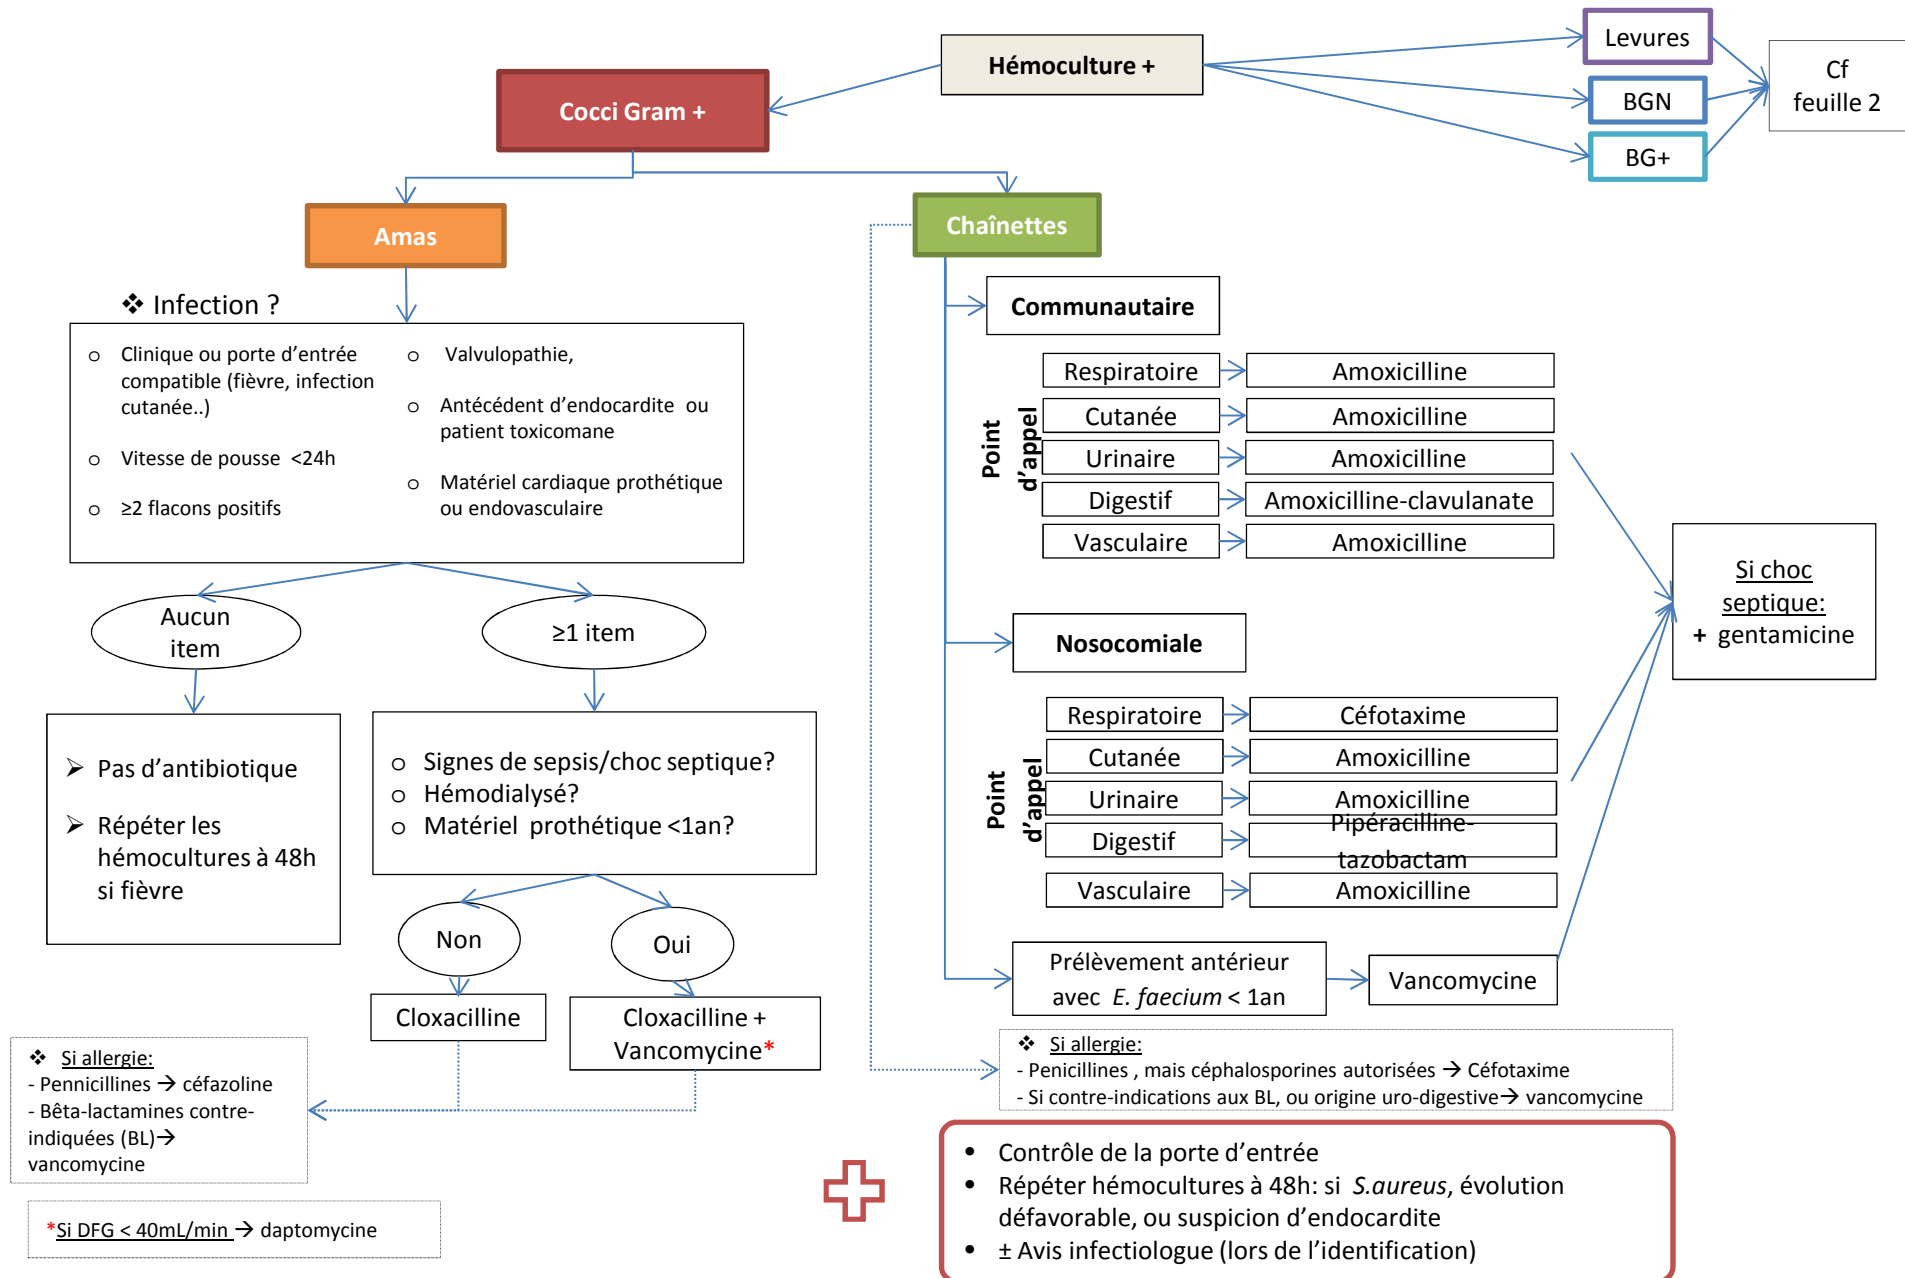 Hémoculture +
Levures
BGN
BG+
Cf
feuille 2
Cocci Gram +
Amas
Chaînettes
❖ Infection ?
o Clinique ou porte d’entrée
compatible (fièvre, infection
cutanée..)
o Vitesse de pousse <24h
o ≥2 flacons positifs
o Valvulopathie,
o Antécédent d’endocardite ou
patient toxicomane
o Matériel cardiaque prothétique
ou endovasculaire
Aucun
item
≥1 item
➢ Pas d’antibiotique
➢ Répéter les
hémocultures à 48h
si fièvre
o Signes de sepsis/choc septique?
o Hémodialysé?
o Matériel prothétique <1an?
Non
Oui
Cloxacilline
Cloxacilline +
Vancomycine*
❖ Si allergie:
- Pennicillines → céfazoline
- Bêta-lactamines contre-
indiquées (BL)→
vancomycine
*Si DFG < 40mL/min → daptomycine
Communautaire
Point
d’appel
Respiratoire
Amoxicilline
Cutanée
Amoxicilline
Urinaire
Amoxicilline
Digestif
Amoxicilline-clavulanate
Vasculaire
Amoxicilline
Nosocomiale
Point
d’appel
Respiratoire
Céfotaxime
Cutanée
Amoxicilline
Urinaire
Amoxicilline
Digestif
Pipéracilline-
tazobactam
Vasculaire
Amoxicilline
Prélèvement antérieur
avec E. faecium < 1an
Vancomycine
Si choc
septique:
+ gentamicine
❖ Si allergie:
- Penicillines , mais céphalosporines autorisées → Céfotaxime
- Si contre-indications aux BL, ou origine uro-digestive→ vancomycine
• Contrôle de la porte d’entrée
• Répéter hémocultures à 48h: si S.aureus, évolution
défavorable, ou suspicion d’endocardite
• ± Avis infectiologue (lors de l’identification)